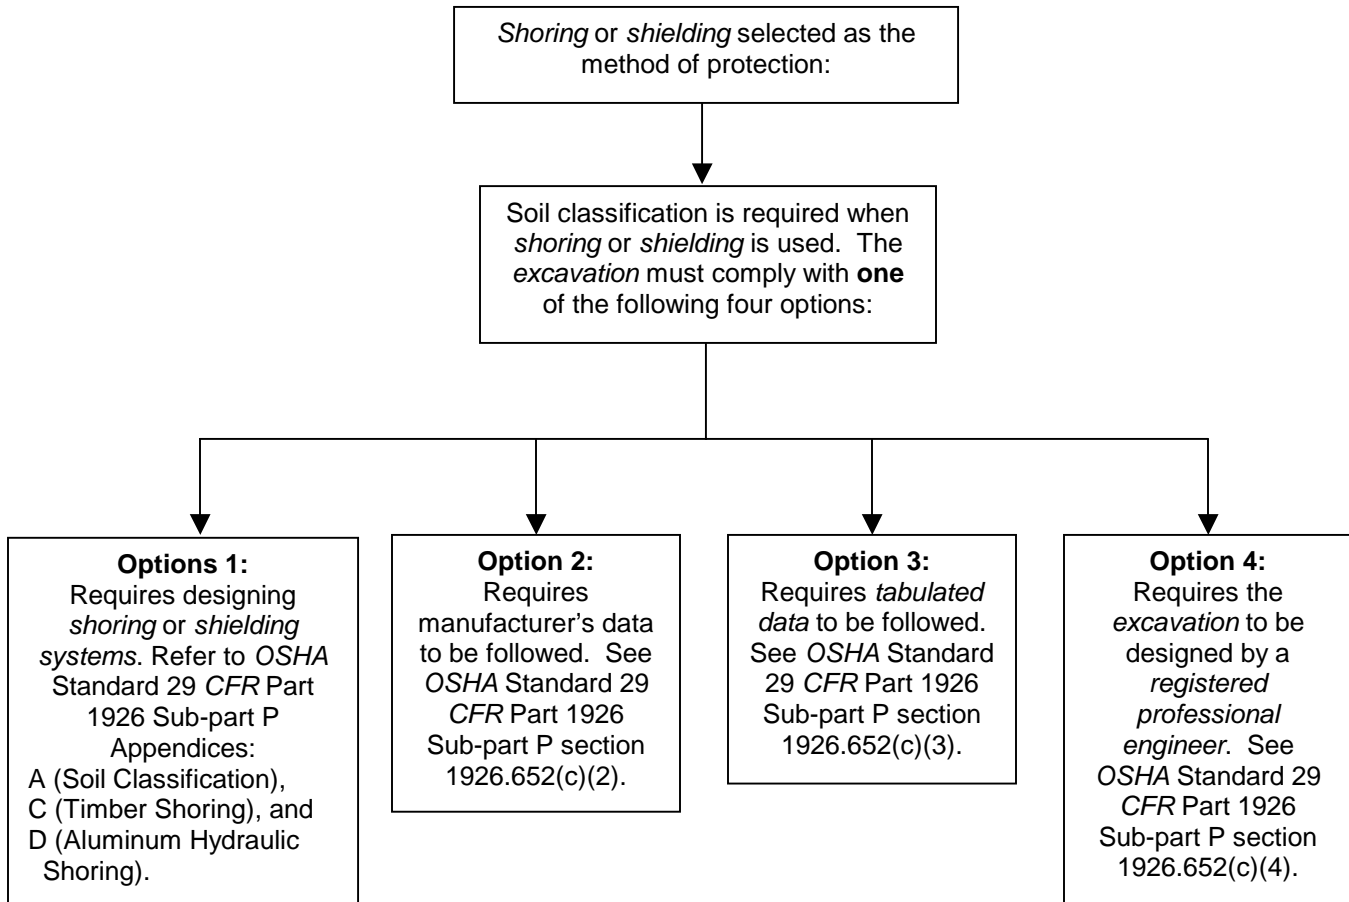 Shoring or shielding selected as the
method of protection:
Soil classification is required when
shoring or shielding is used. The
excavation must comply with one
of the following four options:
Options 1:
Requires designing
shoring or shielding
systems. Refer to OSHA
Standard 29 CFR Part
1926 Sub-part P
Appendices:
A (Soil Classification),
C (Timber Shoring), and
D (Aluminum Hydraulic
Shoring).
Option 2:
Requires
manufacturer’s data
to be followed. See
OSHA Standard 29
CFR Part 1926
Sub-part P section
1926.652(c)(2).
Option 3:
Requires tabulated
data to be followed.
See OSHA Standard
29 CFR Part 1926
Sub-part P section
1926.652(c)(3).
Option 4:
Requires the
excavation to be
designed by a
registered
professional
engineer. See
OSHA Standard 29
CFR Part 1926
Sub-part P section
1926.652(c)(4).